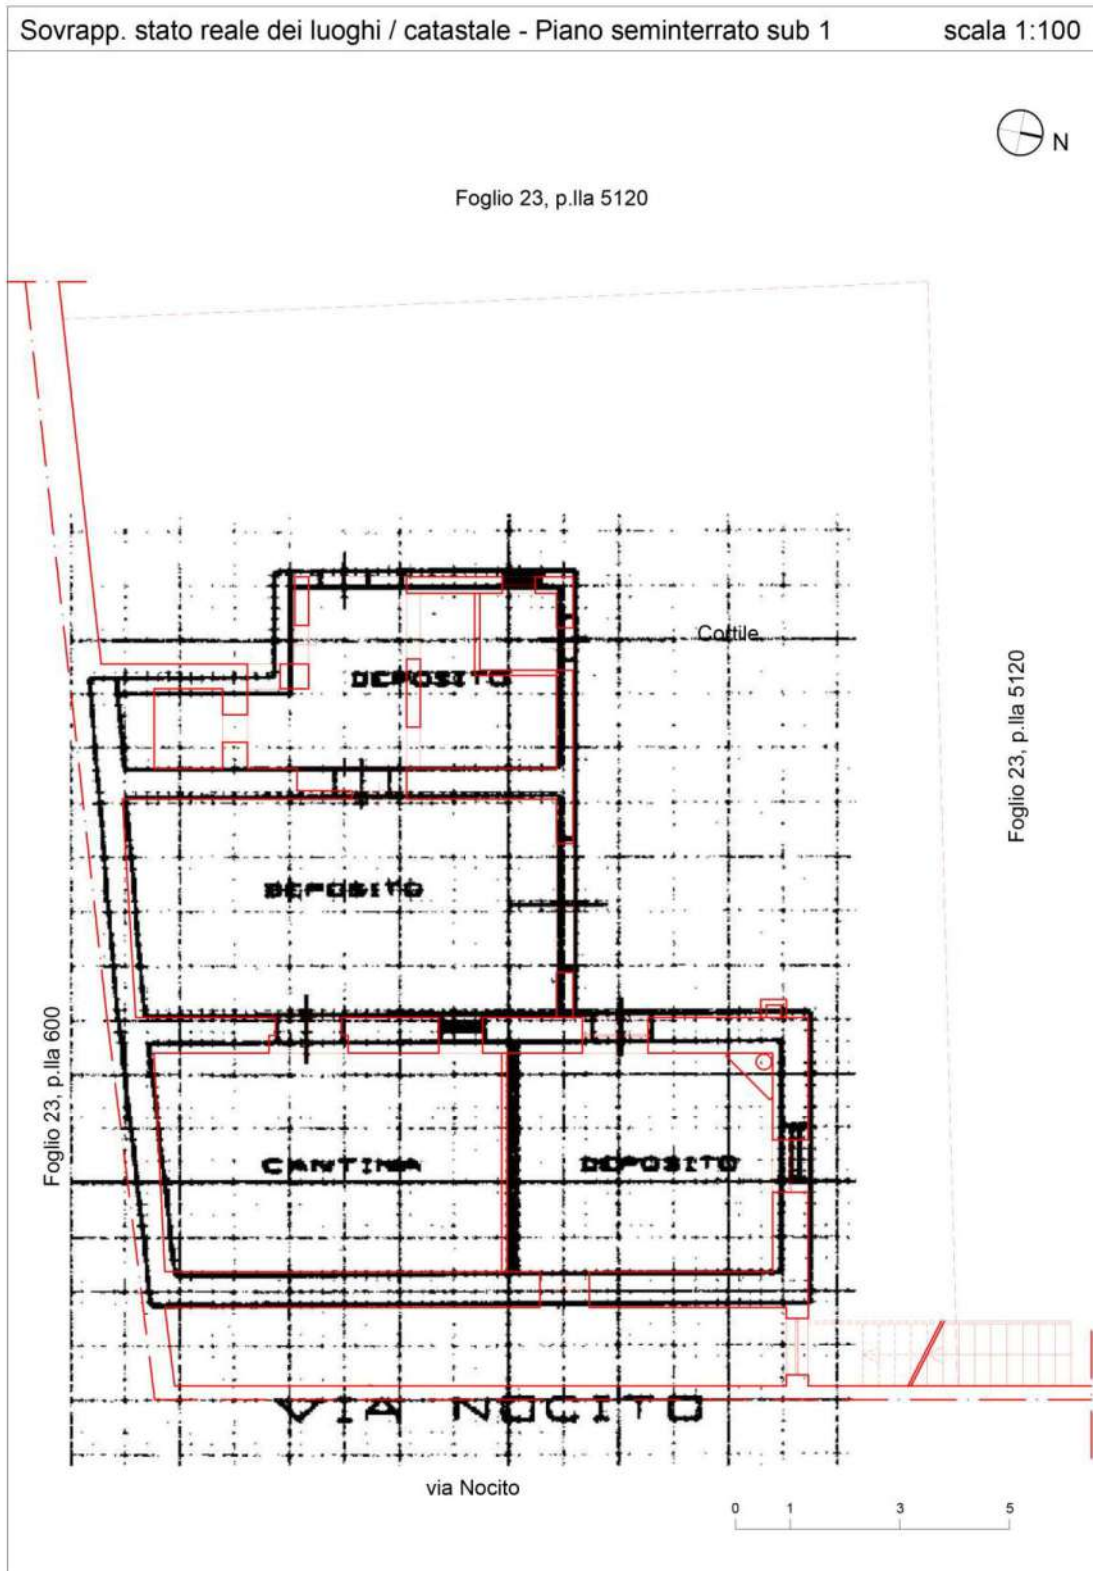 Sovrapp. stato reale dei luoghi / catastale - Piano seminterrato sub 1 scala 1:100
N
Foglio 23, p.lla 5120
Cortile
DEPOSITO
Foglio 23, p.lla 5120
DEPOSITO
Foglio 23, p.lla 600
CANTINA DEPOSITO
VIA NOCITO
via Nocito
0 1 3 5